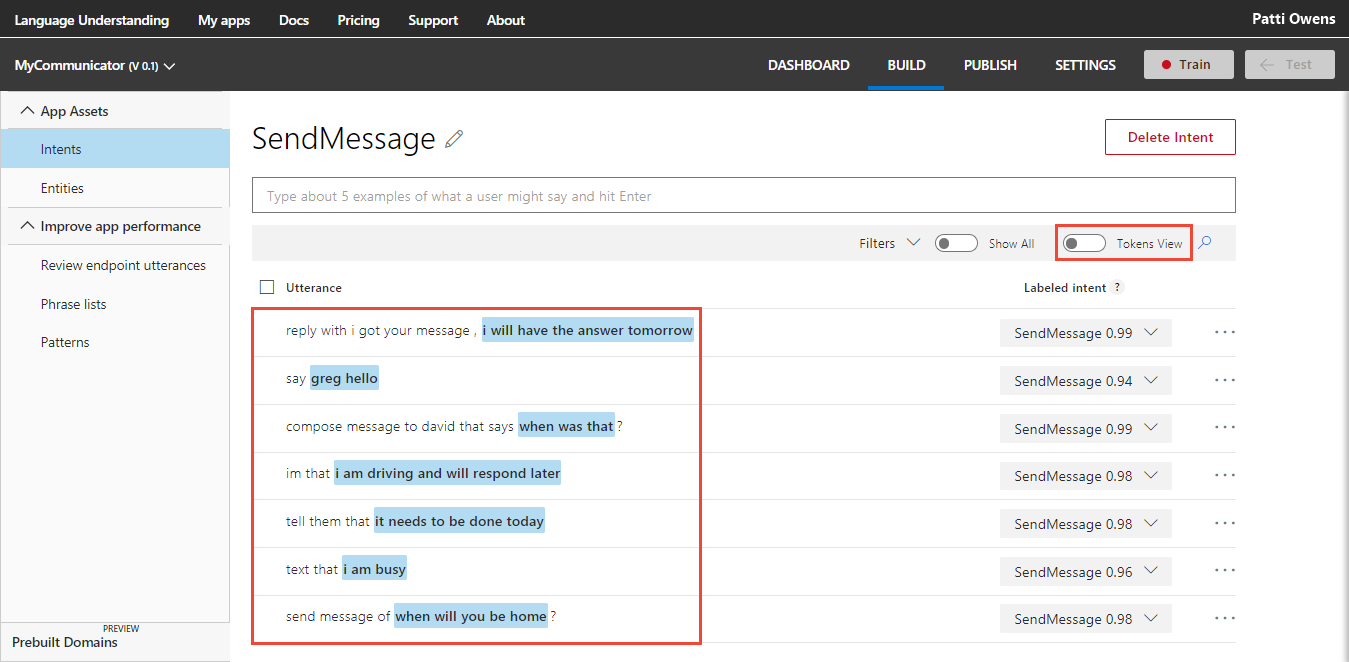 Language Understanding My apps Docs Pricing Support About Patti Owens
MyCommunicator (V 0.1) DASHBOARD BUILD PUBLISH SETTINGS Train Test
App Assets
Intents
Entities
Improve app performance
Review endpoint utterances
Phrase lists
Patterns
PREVIEW
Prebuilt Domains
SendMessage Delete Intent
Type about 5 examples of what a user might say and hit Enter
Filters Show All Tokens View
Utterance Labeled intent ?
reply with i got your message , i will have the answer tomorrow SendMessage 0.99 ...
say greg hello SendMessage 0.94 ...
compose message to david that says when was that ? SendMessage 0.99 ...
im that i am driving and will respond later SendMessage 0.98 ...
tell them that it needs to be done today SendMessage 0.98 ...
text that i am busy SendMessage 0.96 ...
send message of when will you be home ? SendMessage 0.98 ...